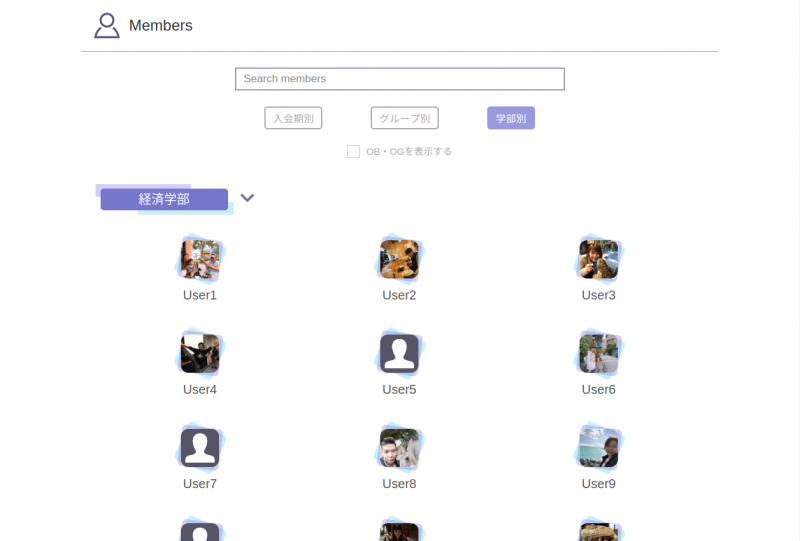 Members
Search members
入会期別
グループ別
学部別
OB・OGを表示する
経済学部
User1
User2
User3
User4
User5
User6
User7
User8
User9